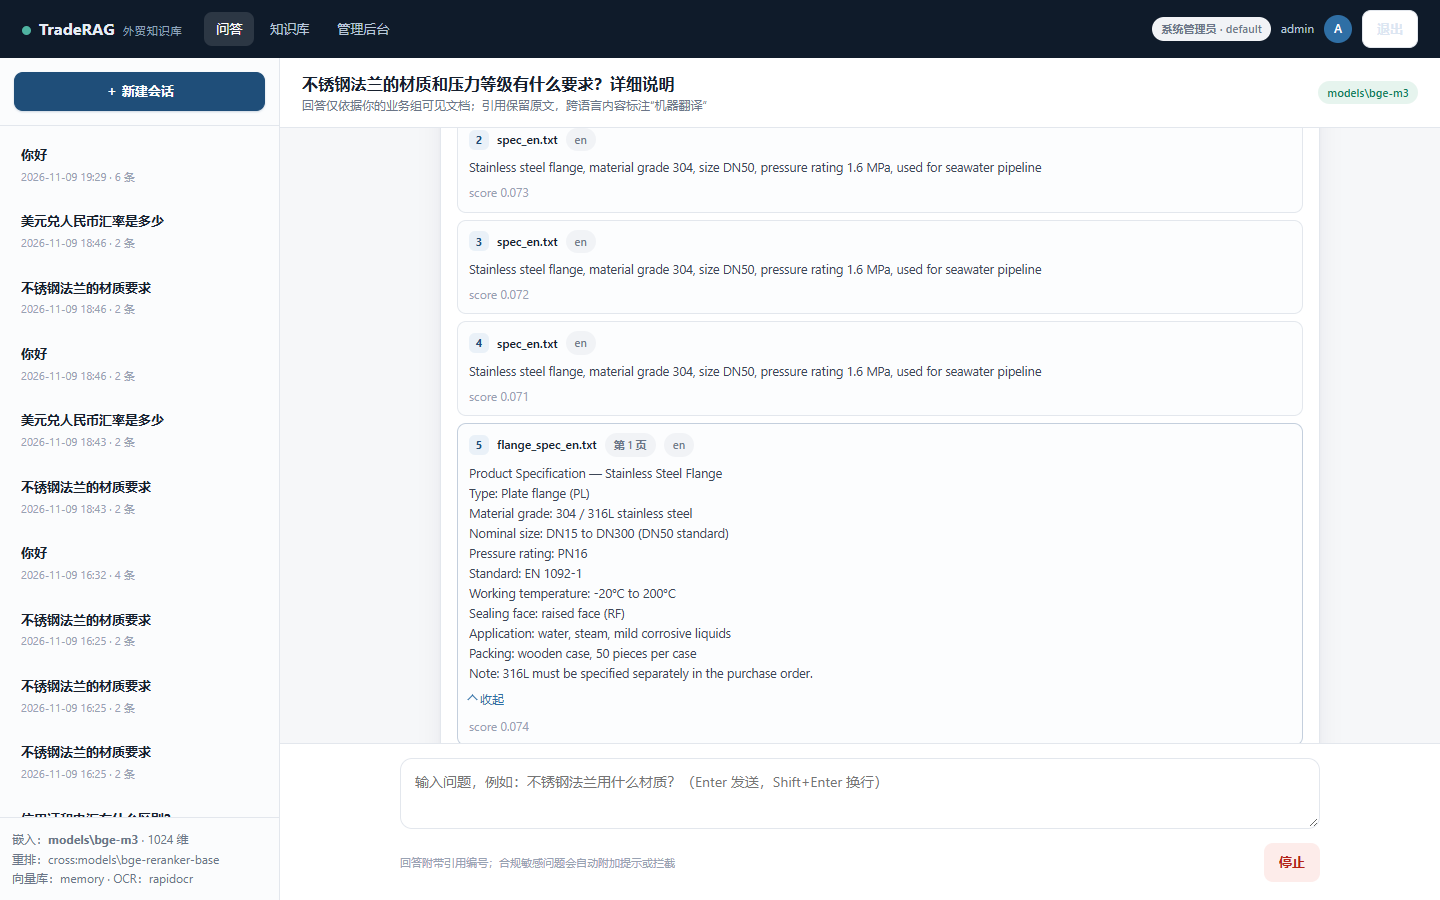 TradeRAG 外贸知识库
问答
知识库
管理后台
系统管理员 · default
admin
A
退出
+ 新建会话
你好
2026-11-09 19:29 · 6 条
美元兑人民币汇率是多少
2026-11-09 18:46 · 2 条
不锈钢法兰的材质要求
2026-11-09 18:46 · 2 条
你好
2026-11-09 18:46 · 2 条
美元兑人民币汇率是多少
2026-11-09 18:43 · 2 条
不锈钢法兰的材质要求
2026-11-09 18:43 · 2 条
你好
2026-11-09 16:32 · 4 条
不锈钢法兰的材质要求
2026-11-09 16:25 · 2 条
不锈钢法兰的材质要求
2026-11-09 16:25 · 2 条
不锈钢法兰的材质要求
2026-11-09 16:25 · 2 条
嵌入：models\bge-m3 · 1024 维
重排：cross:models\bge-reranker-base
向量库：memory · OCR：rapidocr
不锈钢法兰的材质和压力等级有什么要求？详细说明
回答仅依据你的业务组可见文档；引用保留原文，跨语言内容标注“机器翻译”
models\bge-m3
2 spec_en.txt en
Stainless steel flange, material grade 304, size DN50, pressure rating 1.6 MPa, used for seawater pipeline
score 0.073
3 spec_en.txt en
Stainless steel flange, material grade 304, size DN50, pressure rating 1.6 MPa, used for seawater pipeline
score 0.072
4 spec_en.txt en
Stainless steel flange, material grade 304, size DN50, pressure rating 1.6 MPa, used for seawater pipeline
score 0.071
5 flange_spec_en.txt 第 1 页 en
Product Specification — Stainless Steel Flange
Type: Plate flange (PL)
Material grade: 304 / 316L stainless steel
Nominal size: DN15 to DN300 (DN50 standard)
Pressure rating: PN16
Standard: EN 1092-1
Working temperature: -20°C to 200°C
Sealing face: raised face (RF)
Application: water, steam, mild corrosive liquids
Packing: wooden case, 50 pieces per case
Note: 316L must be specified separately in the purchase order.
收起
score 0.074
输入问题，例如：不锈钢法兰用什么材质？（Enter 发送，Shift+Enter 换行）
回答附带引用编号；合规敏感问题会自动附加提示或拦截
停止